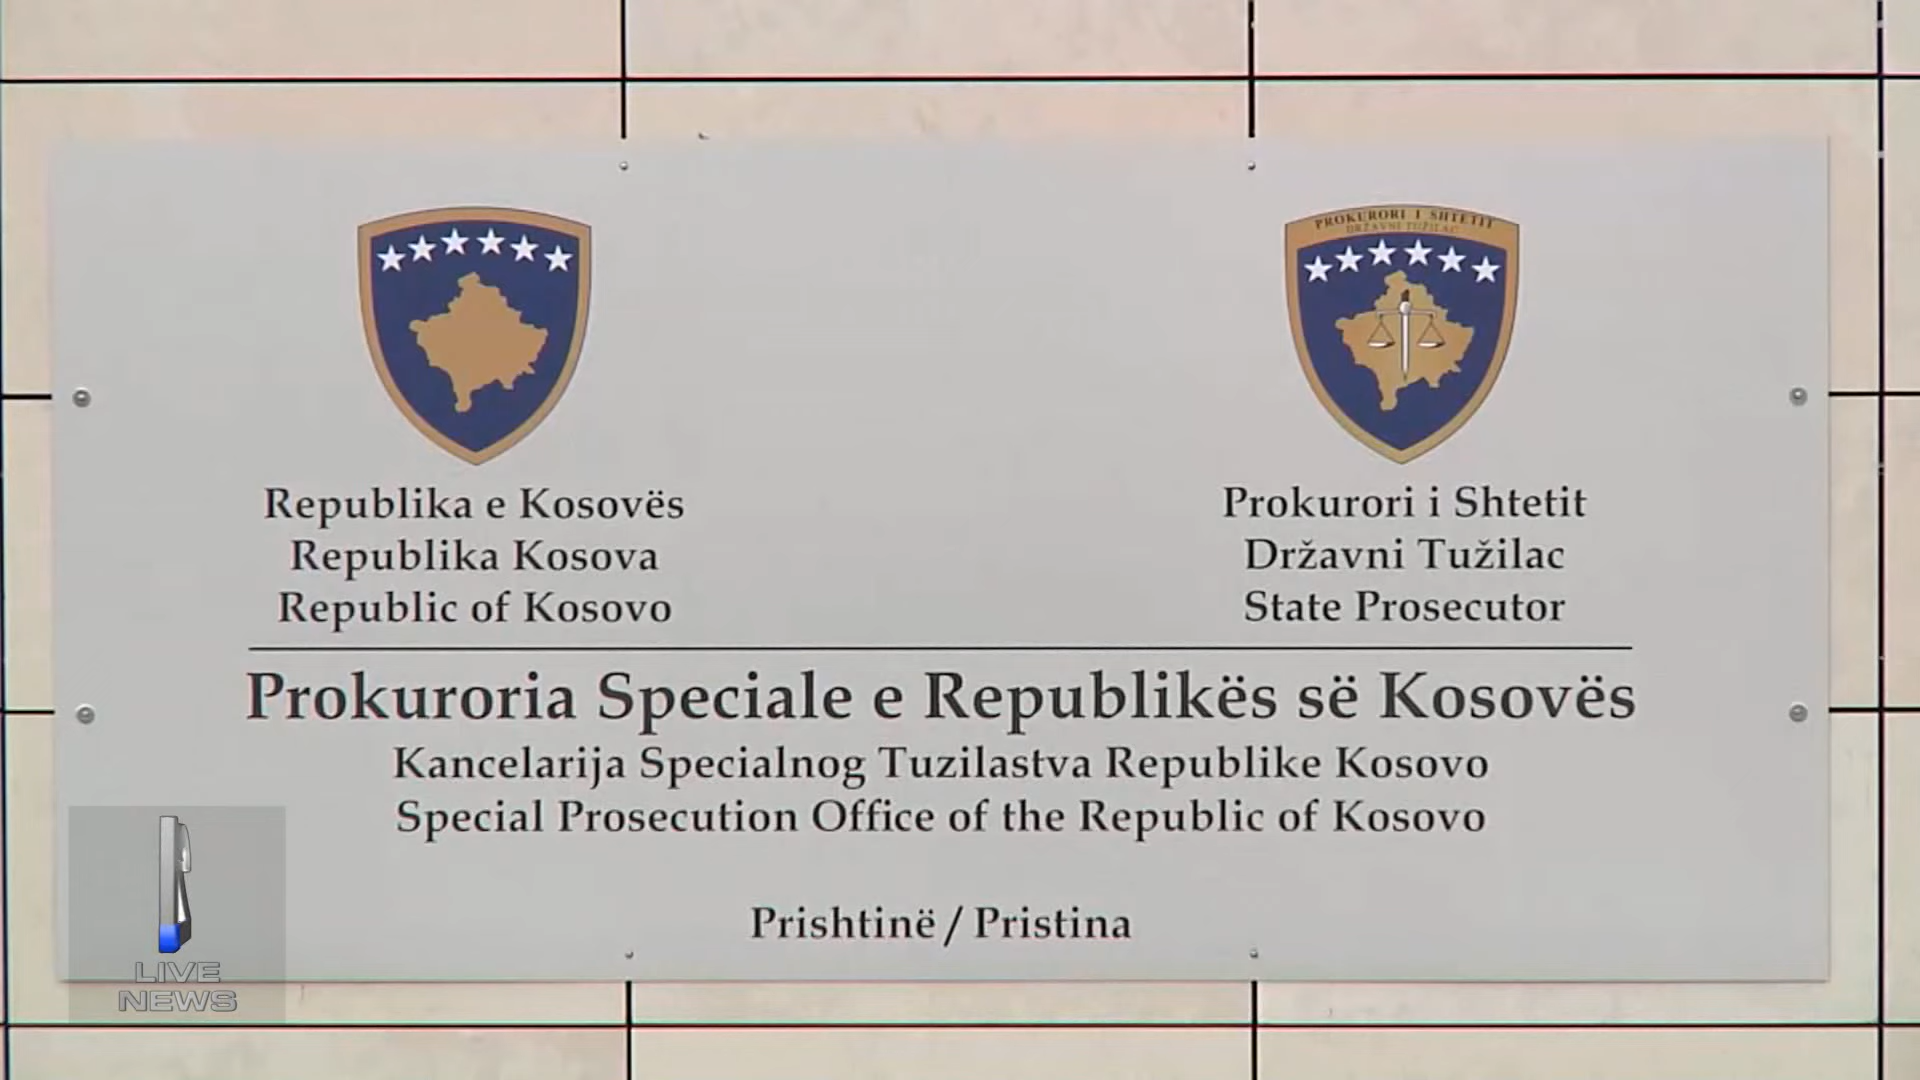 PROKURORI I SHTETIT
DRŽAVNI TUŽILAC
Republika e Kosovës
Republika Kosova
Republic of Kosovo
Prokurori i Shtetit
Državni Tužilac
State Prosecutor
Prokuroria Speciale e Republikës së Kosovës
Kancelarija Specialnog Tuzilastva Republike Kosovo
Special Prosecution Office of the Republic of Kosovo
Prishtinë / Pristina
LIVE
NEWS